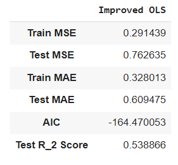 Improved OLS
Train MSE 0.291439
Test MSE 0.762635
Train MAE 0.328013
Test MAE 0.609475
AIC -164.470053
Test R_2 Score 0.538866